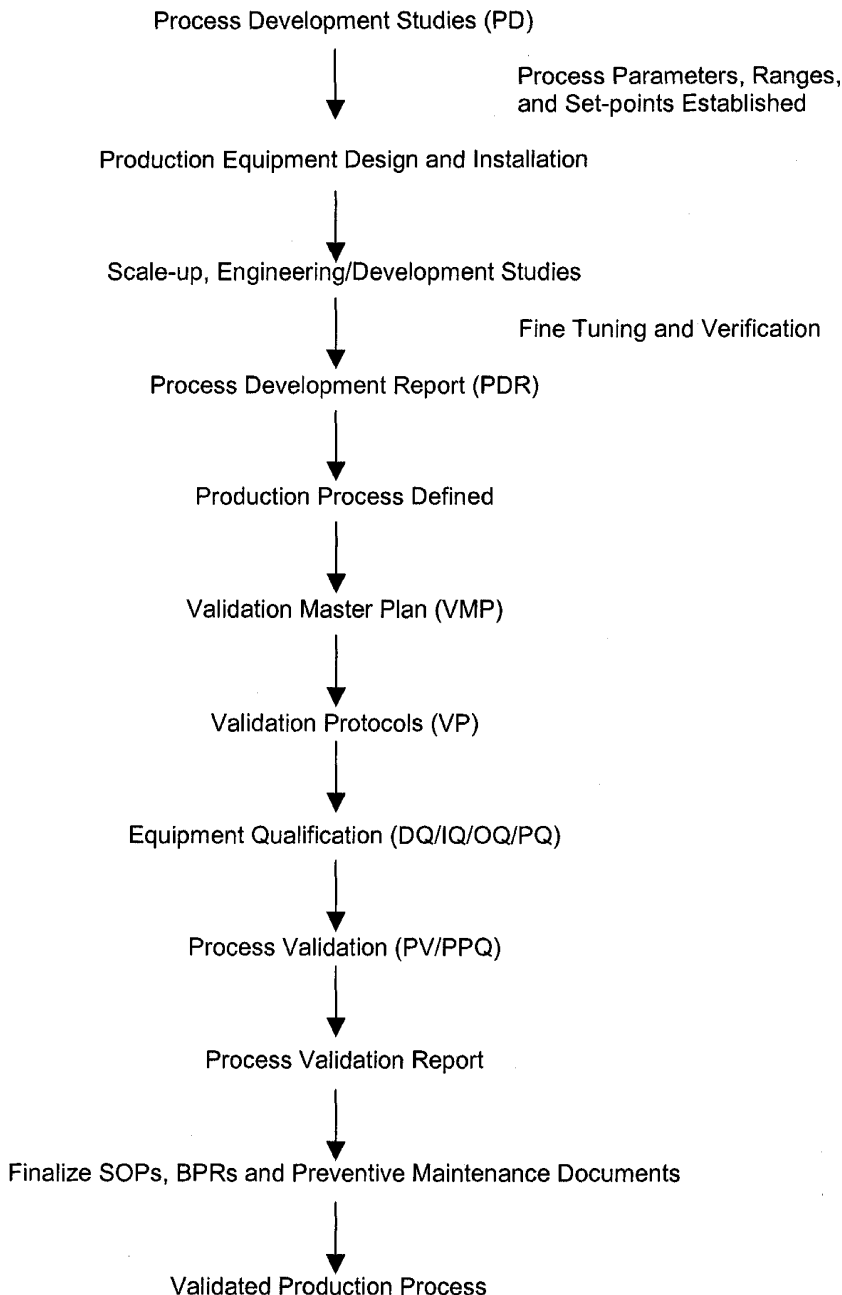 Process Development Studies (PD)
Process Parameters, Ranges,
and Set-points Established
Production Equipment Design and Installation
Scale-up, Engineering/Development Studies
Fine Tuning and Verification
Process Development Report (PDR)
Production Process Defined
Validation Master Plan (VMP)
Validation Protocols (VP)
Equipment Qualification (DQ/IQ/OQ/PQ)
Process Validation (PV/PPQ)
Process Validation Report
Finalize SOPs, BPRs and Preventive Maintenance Documents
Validated Production Process